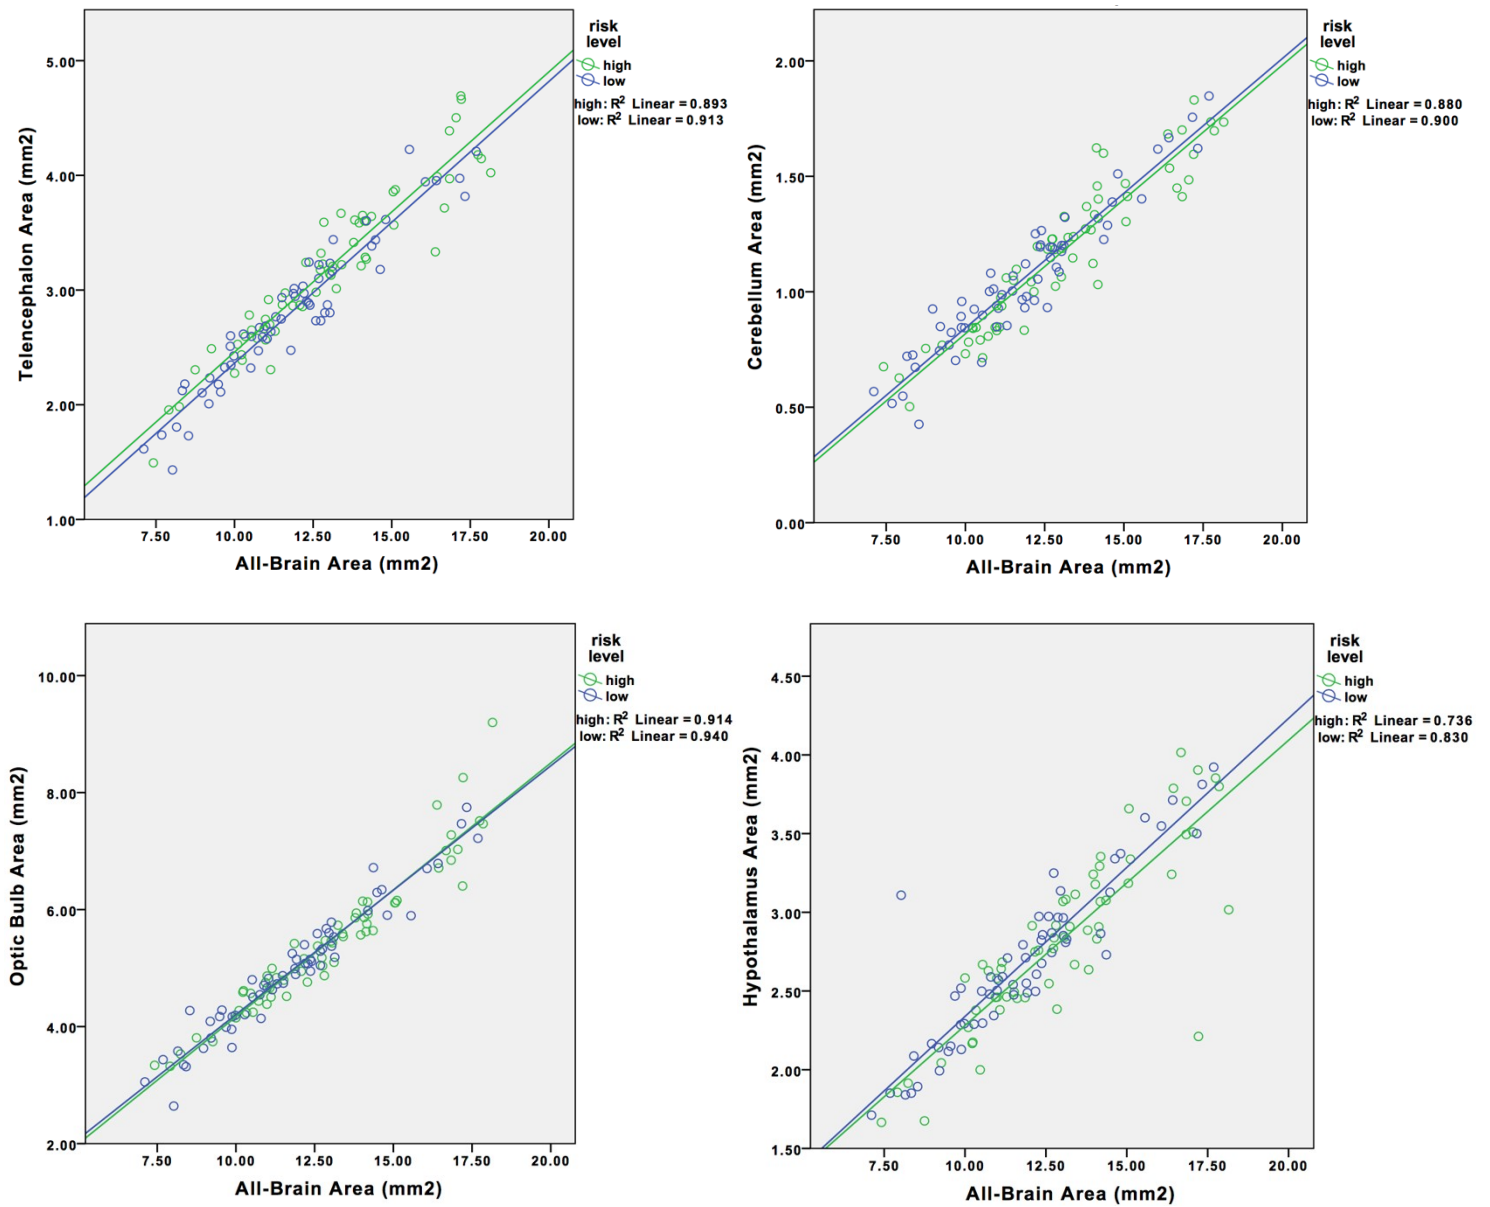 risk
level
high
low
high: R2 Linear = 0.893
low: R2 Linear = 0.913
5.00
4.00
3.00
2.00
1.00
Telencephalon Area (mm2)
7.50 10.00 12.50 15.00 17.50 20.00
All-Brain Area (mm2)
risk
level
high
low
high: R2 Linear = 0.880
low: R2 Linear = 0.900
2.00
1.50
1.00
0.50
0.00
Cerebellum Area (mm2)
7.50 10.00 12.50 15.00 17.50 20.00
All-Brain Area (mm2)
risk
level
high
low
high: R2 Linear = 0.914
low: R2 Linear = 0.940
10.00
8.00
6.00
4.00
2.00
Optic Bulb Area (mm2)
7.50 10.00 12.50 15.00 17.50 20.00
All-Brain Area (mm2)
risk
level
high
low
high: R2 Linear = 0.736
low: R2 Linear = 0.830
4.50
4.00
3.50
3.00
2.50
2.00
1.50
Hypothalamus Area (mm2)
7.50 10.00 12.50 15.00 17.50 20.00
All-Brain Area (mm2)